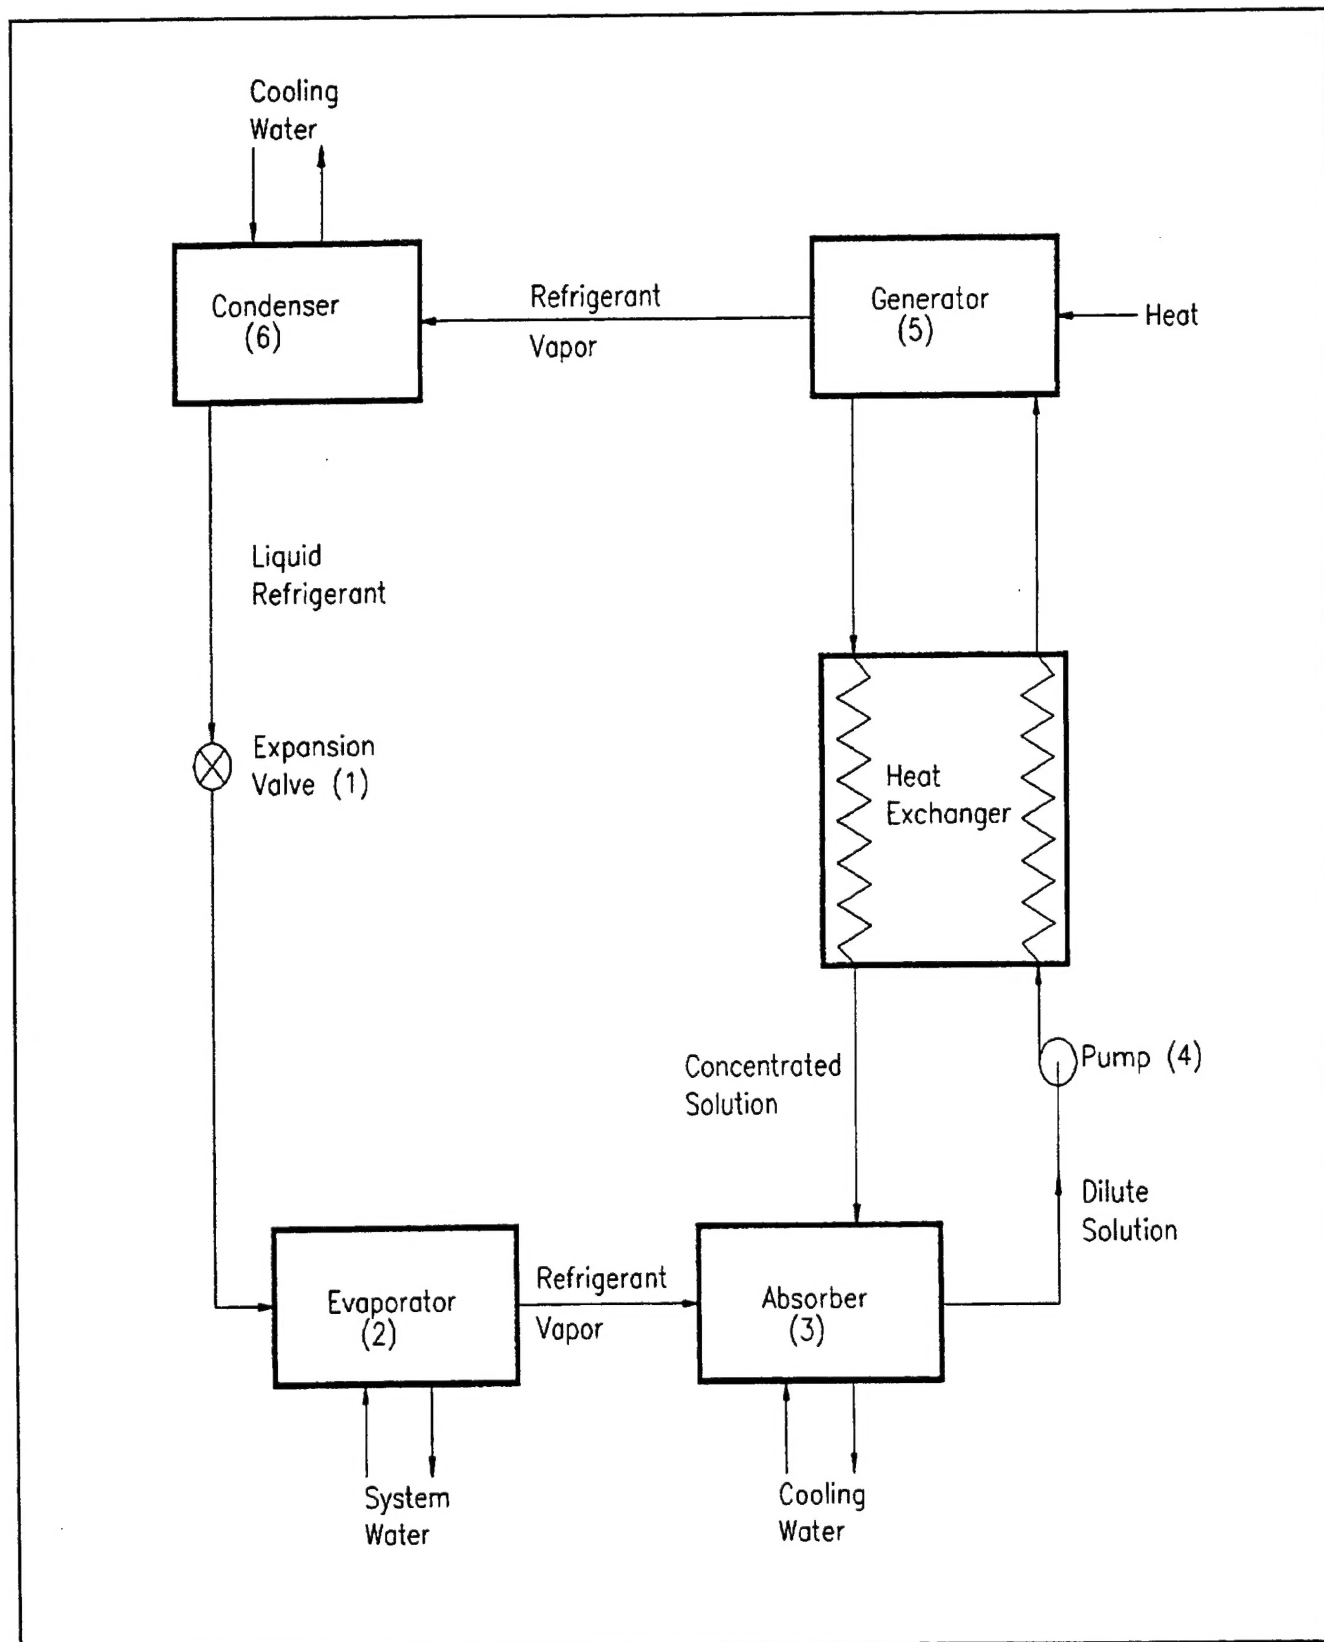 Cooling
Water
Condenser
(6)
Refrigerant
Vapor
Generator
(5)
Heat
Liquid
Refrigerant
Expansion
Valve (1)
Heat
Exchanger
Concentrated
Solution
Pump (4)
Dilute
Solution
Evaporator
(2)
Refrigerant
Vapor
Absorber
(3)
System
Water
Cooling
Water